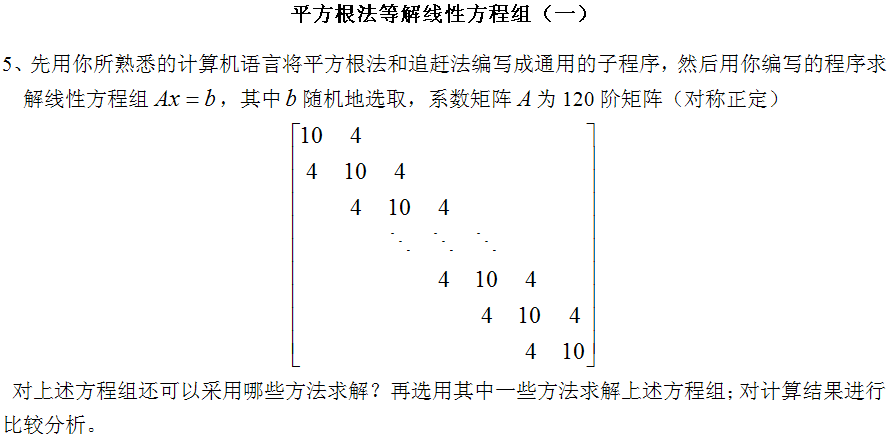 平方根法等解线性方程组（一）
5、先用你所熟悉的计算机语言将平方根法和追赶法编写成通用的子程序，然后用你编写的程序求
解线性方程组 Ax = b，其中 b 随机地选取，系数矩阵 A 为 120 阶矩阵（对称正定）
10 4
4 10 4
4 10 4
⋱ ⋱ ⋱
4 10 4
4 10 4
4 10
对上述方程组还可以采用哪些方法求解？再选用其中一些方法求解上述方程组；对计算结果进行
比较分析。